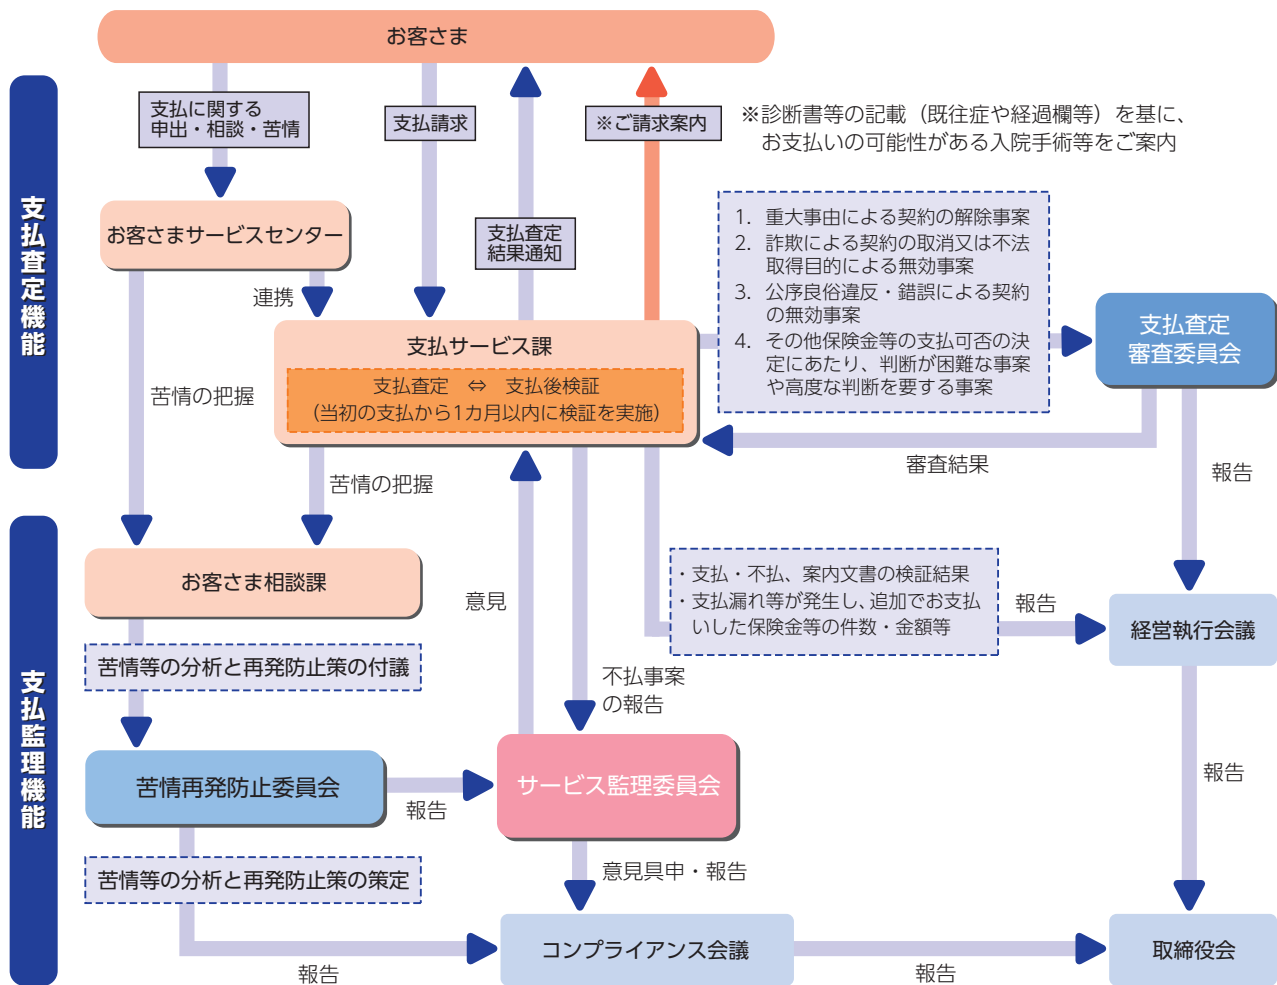 お客さま
支払査定機能
支払に関する
申出・相談・苦情
支払請求
※ご請求案内
※診断書等の記載（既往症や経過欄等）を基に、
お支払いの可能性がある入院手術等をご案内
お客さまサービスセンター
支払査定
結果通知
連携
1. 重大事由による契約の解除事案
2. 詐欺による契約の取消又は不法
取得目的による無効事案
3. 公序良俗違反・錯誤による契約
の無効事案
4. その他保険金等の支払可否の決
定にあたり、判断が困難な事案
や高度な判断を要する事案
支払査定
審査委員会
支払サービス課
支払査定 ⇔ 支払後検証
（当初の支払から1カ月以内に検証を実施）
苦情の把握
苦情の把握
審査結果
報告
支払監理機能
お客さま相談課
意見
・支払・不払、案内文書の検証結果
・支払漏れ等が発生し、追加でお支払
いした保険金等の件数・金額等
報告
経営執行会議
苦情等の分析と再発防止策の付議
不払事案
の報告
苦情再発防止委員会
報告
サービス監理委員会
報告
苦情等の分析と再発防止策の策定
意見具申・報告
報告
コンプライアンス会議
報告
取締役会